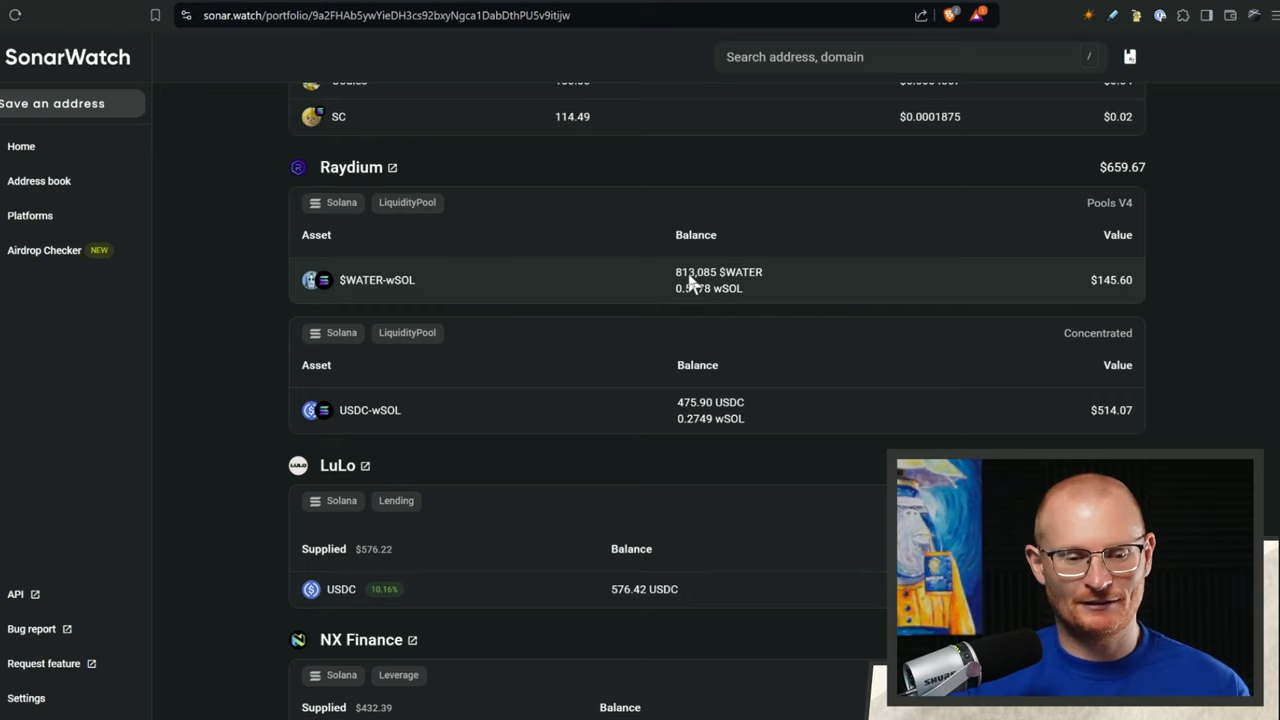 sonar.watch/portfolio/9a2FHAb5ywYieDH3cs92bxyNgca1DabDthPU5v9itijw
SonarWatch
Search address, domain
/
Save an address
SC 114.49 $0.0001875 $0.02
Home
Raydium $659.67
Address book
Solana LiquidityPool Pools V4
Platforms
Asset Balance Value
Airdrop Checker NEW
$WATER-wSOL 813,085 $WATER $145.60
wSOL
Solana LiquidityPool Concentrated
Asset Balance Value
USDC-wSOL 475.90 USDC $514.07
0.2749 wSOL
LULO LuLo
Solana Lending
Supplied $576.22 Balance
USDC 10.16% 576.42 USDC
API
Bug report
NX Finance
Request feature
Solana Leverage
Settings
Supplied $432.39 Balance
SHURE